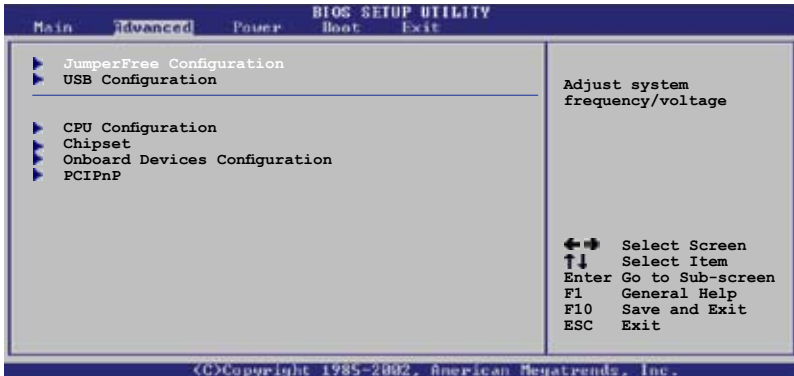 BIOS SETUP UTILITY
Main Advanced Power Boot Exit
JumperFree Configuration
USB Configuration
CPU Configuration
Chipset
Onboard Devices Configuration
PCIPnP
Adjust system
frequency/voltage
←→ Select Screen
↑↓ Select Item
Enter Go to Sub-screen
F1 General Help
F10 Save and Exit
ESC Exit
(C)Copyright 1985-2002, American Megatrends, Inc.